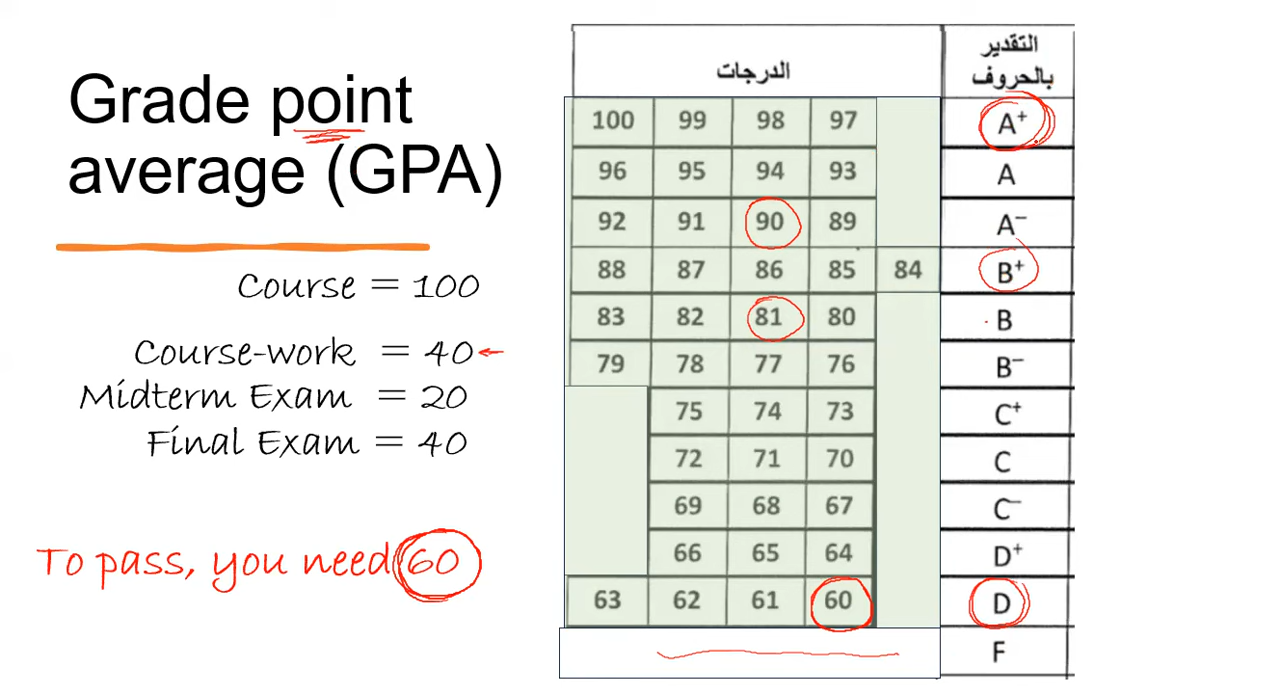 Grade point
average (GPA)
Course = 100
Course-work = 40
Midterm Exam = 20
Final Exam = 40
To pass, you need 60
الدرجات التقدير بالحروف
100 99 98 97 A+
96 95 94 93 A
92 91 90 89 A−
88 87 86 85 84 B+
83 82 81 80 B
79 78 77 76 B−
75 74 73 C+
72 71 70 C
69 68 67 C−
66 65 64 D+
63 62 61 60 D
F